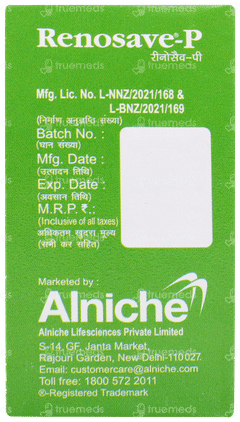 Renosave-P
रीनोसैव-पी
Mfg. Lic. No. L-NNZ/2021/168 &
L-BNZ/2021/169
(निर्माण अनुज्ञप्ति संख्या)
Batch No. :
(घान संख्या)
Mfg. Date :
(उत्पादन तिथि)
Exp. Date :
(अवसान तिथि)
M.R.P. ₹.:
(Inclusive of all taxes)
अधिकतम खुदरा मूल्य
(सभी कर सहित)
Marketed by :
Alniche
Alniche Lifesciences Private Limited
S-14, GF, Janta Market,
Rajouri Garden, New Delhi-110027.
Email: customercare@alniche.com
Toll free: 1800 572 2011
®-Registered Trademark
truemeds